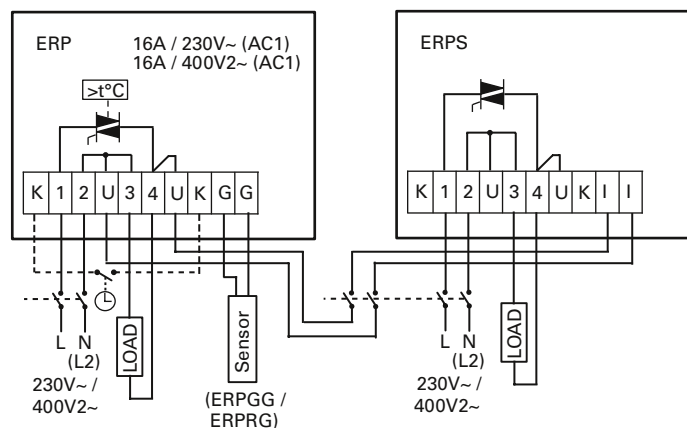 ERP
16A / 230V~ (AC1)
16A / 400V2~ (AC1)
>t°C
K 1 2 U 3 4 U K G G
L N
(L2)
230V~ /
400V2~
LOAD
Sensor
(ERPGG /
ERPRG)
ERPS
K 1 2 U 3 4 U K I I
L N
(L2)
230V~ /
400V2~
LOAD